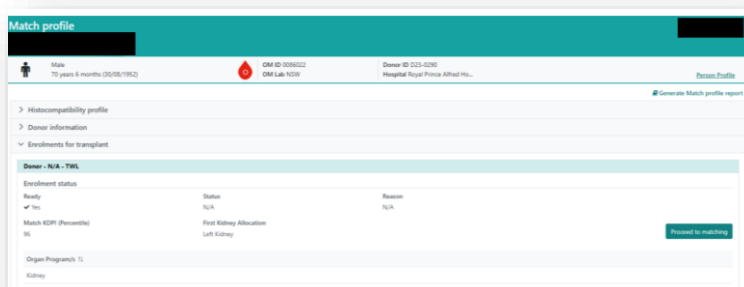 Match profile
Male
70 years 6 months (30/08/1952)
O
OM ID 0086022
OM Lab NSW
Donor ID D23-0290
Hospital Royal Prince Alfred Ho...
Person Profile
Generate Match profile report
Histocompatibility profile
Donor information
Enrolments for transplant
Donor - N/A - TWL
Enrolment status
Ready
Status
Reason
Yes
N/A
N/A
Match KDPI (Percentile)
First Kidney Allocation
96
Left Kidney
Proceed to matching
Organ Program/s
Kidney